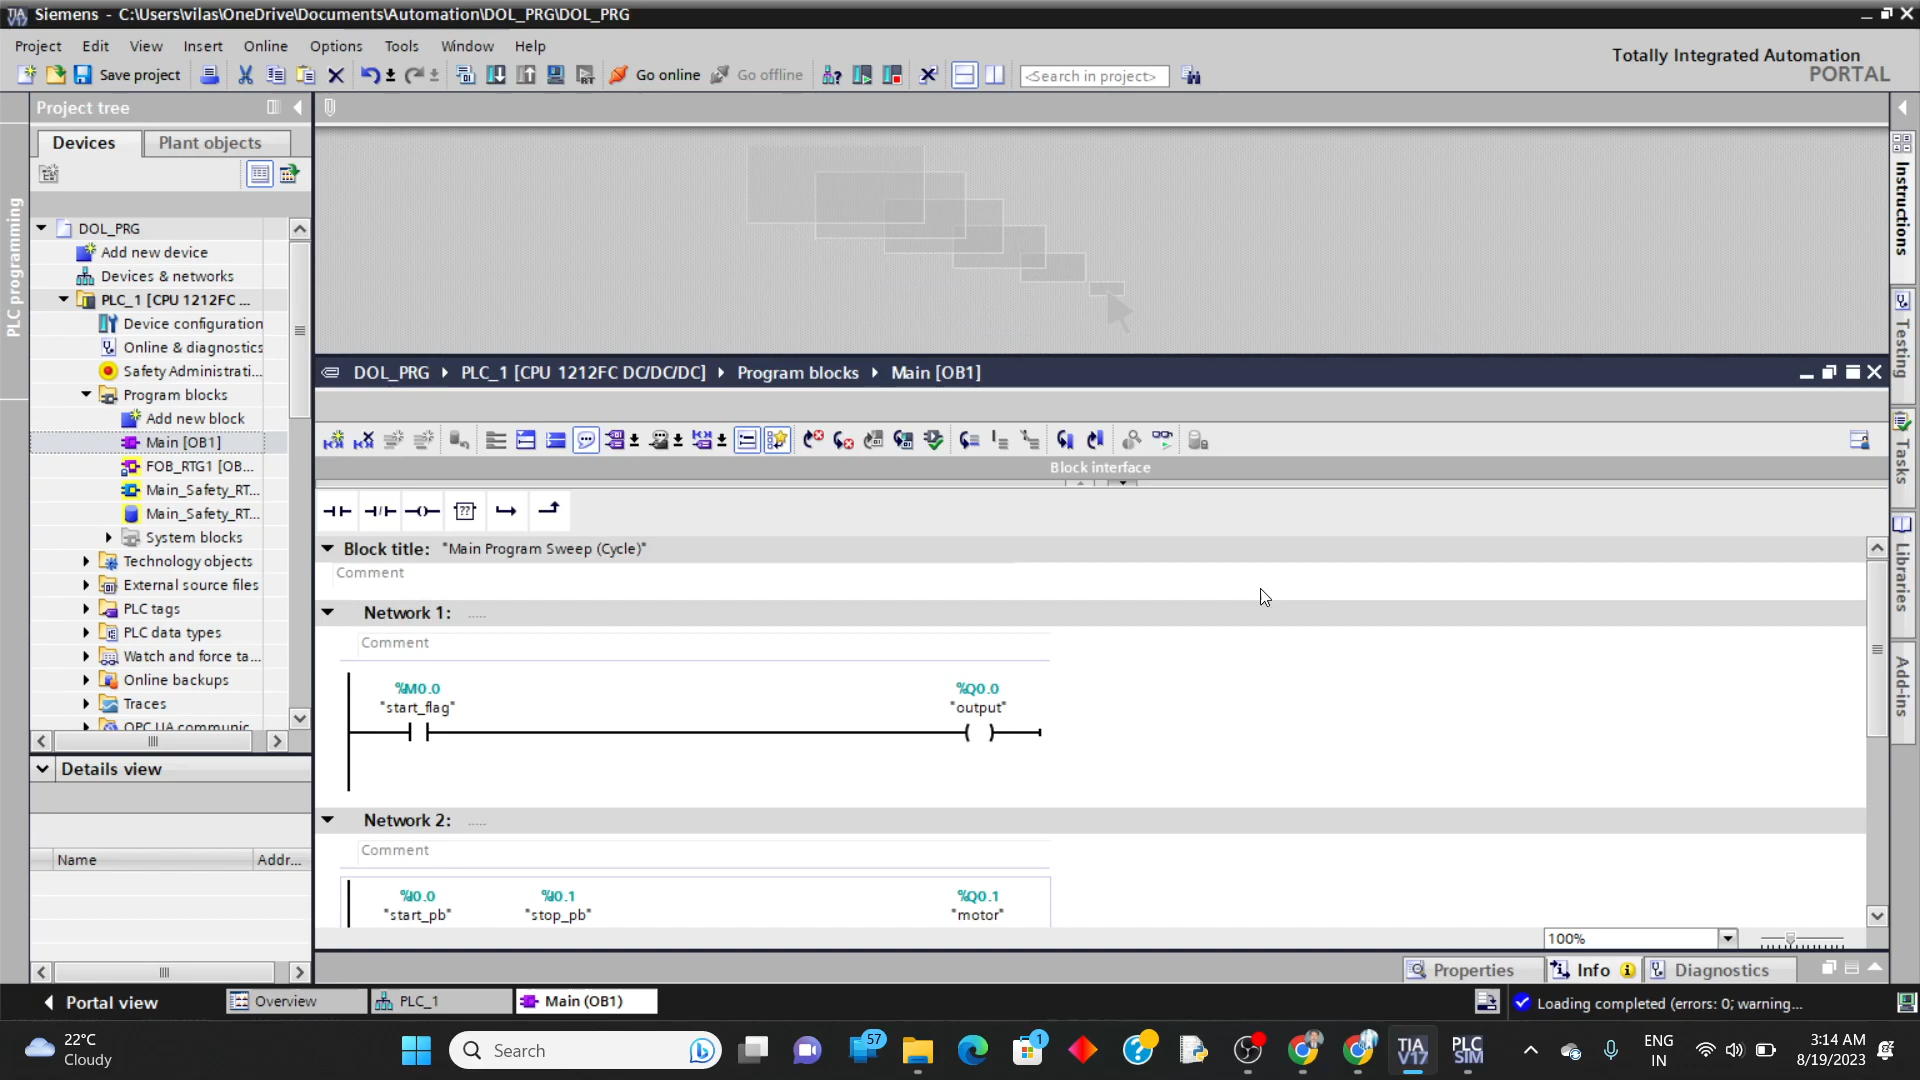 Siemens - C:\Users\vilas\OneDrive\Documents\Automation\DOL_PRG\DOL_PRG
Project Edit View Insert Online Options Tools Window Help
Totally Integrated Automation
PORTAL
Save project
Go online
Go offline
<Search in project>
Project tree
Devices
Plant objects
PLC programming
DOL_PRG
Add new device
Devices & networks
PLC_1 [CPU 1212FC ...
Device configuration
Online & diagnostics
Safety Administrati...
Program blocks
Add new block
Main [OB1]
FOB_RTG1 [OB...
Main_Safety_RT...
Main_Safety_RT...
System blocks
Technology objects
External source files
PLC tags
PLC data types
Watch and force ta...
Online backups
Traces
OPC UA communic...
Details view
Name Addr...
DOL_PRG PLC_1 [CPU 1212FC DC/DC/DC] Program blocks Main [OB1]
Block interface
Block title: "Main Program Sweep (Cycle)"
Comment
Network 1: .....
Comment
%M0.0 %Q0.0
"start_flag" "output"
Network 2: .....
Comment
%I0.0 %I0.1 %Q0.1
"start_pb" "stop_pb" "motor"
100%
Properties
Info
Diagnostics
Instructions
Testing
Tasks
Libraries
Add-ins
Portal view
Overview
PLC_1
Main (OB1)
Loading completed (errors: 0; warning...
22°C
Cloudy
Search
57
1
TIA
V17
PLC
SIM
ENG
IN
3:14 AM
8/19/2023